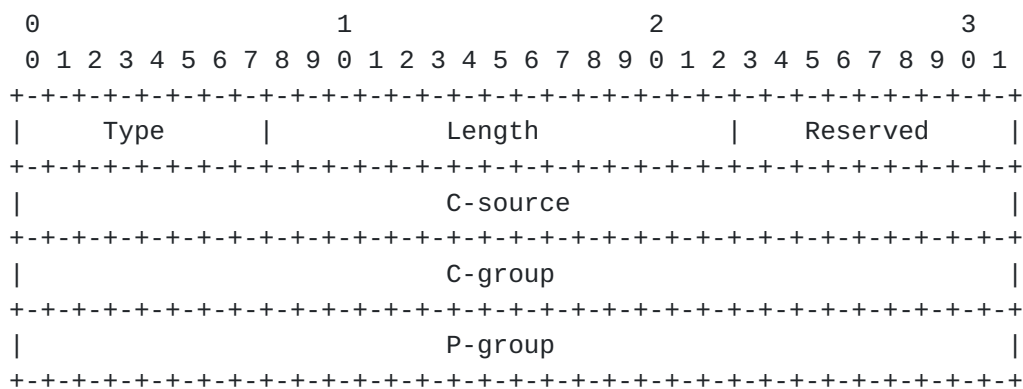 0                   1                   2                   3
 0 1 2 3 4 5 6 7 8 9 0 1 2 3 4 5 6 7 8 9 0 1 2 3 4 5 6 7 8 9 0 1
+-+-+-+-+-+-+-+-+-+-+-+-+-+-+-+-+-+-+-+-+-+-+-+-+-+-+-+-+-+-+-+-+
|     Type      |           Length            |    Reserved     |
+-+-+-+-+-+-+-+-+-+-+-+-+-+-+-+-+-+-+-+-+-+-+-+-+-+-+-+-+-+-+-+-+
|                           C-source                            |
+-+-+-+-+-+-+-+-+-+-+-+-+-+-+-+-+-+-+-+-+-+-+-+-+-+-+-+-+-+-+-+-+
|                           C-group                             |
+-+-+-+-+-+-+-+-+-+-+-+-+-+-+-+-+-+-+-+-+-+-+-+-+-+-+-+-+-+-+-+-+
|                           P-group                             |
+-+-+-+-+-+-+-+-+-+-+-+-+-+-+-+-+-+-+-+-+-+-+-+-+-+-+-+-+-+-+-+-+